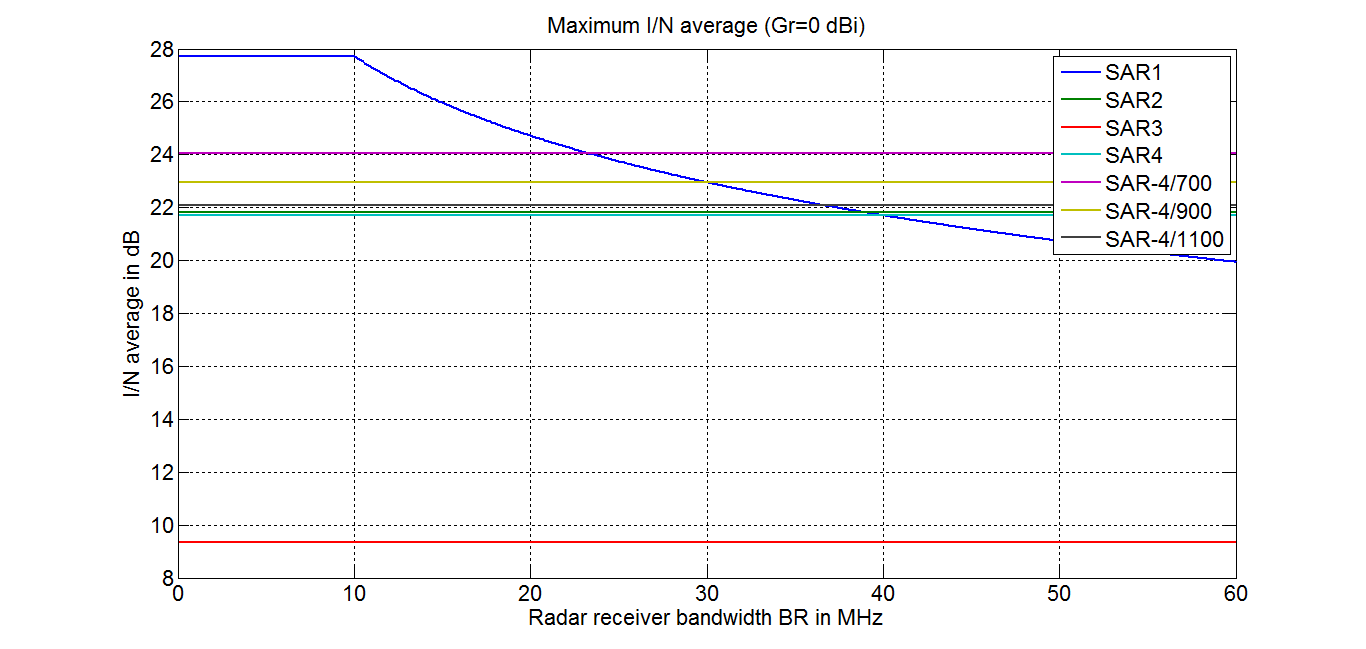 Maximum I/N average (Gr=0 dBi)
28
26
24
22
20
18
16
14
12
10
8
I/N average in dB
SAR1
SAR2
SAR3
SAR4
SAR-4/700
SAR-4/900
SAR-4/1100
0 10 20 30 40 50 60
Radar receiver bandwidth BR in MHz